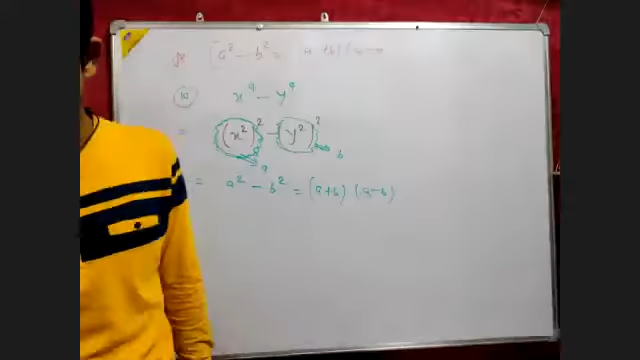 a² - b² =
x⁴ - y⁴
= (x²)² - (y²)²
a b
= a² - b² = (a+b) (a-b)